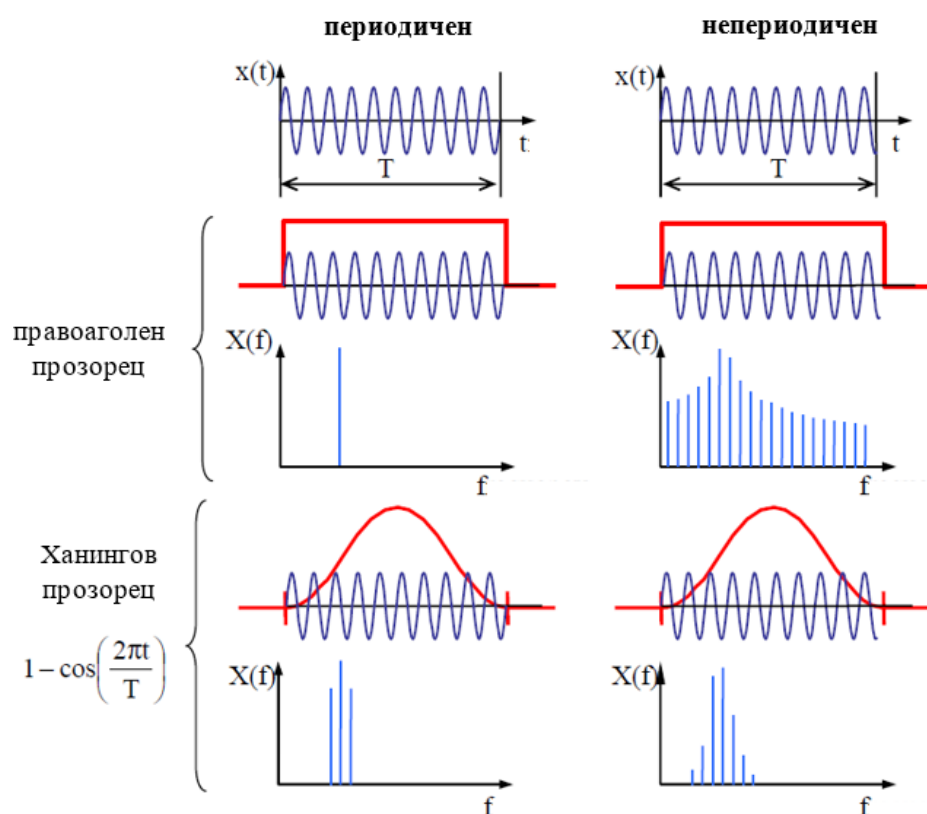 периодичен
непериодичен
x(t)
t
T
x(t)
t
T
правоаголен
прозорец
X(f)
f
X(f)
f
Ханингов
прозорец
1 − cos(2πt/T)
X(f)
f
X(f)
f